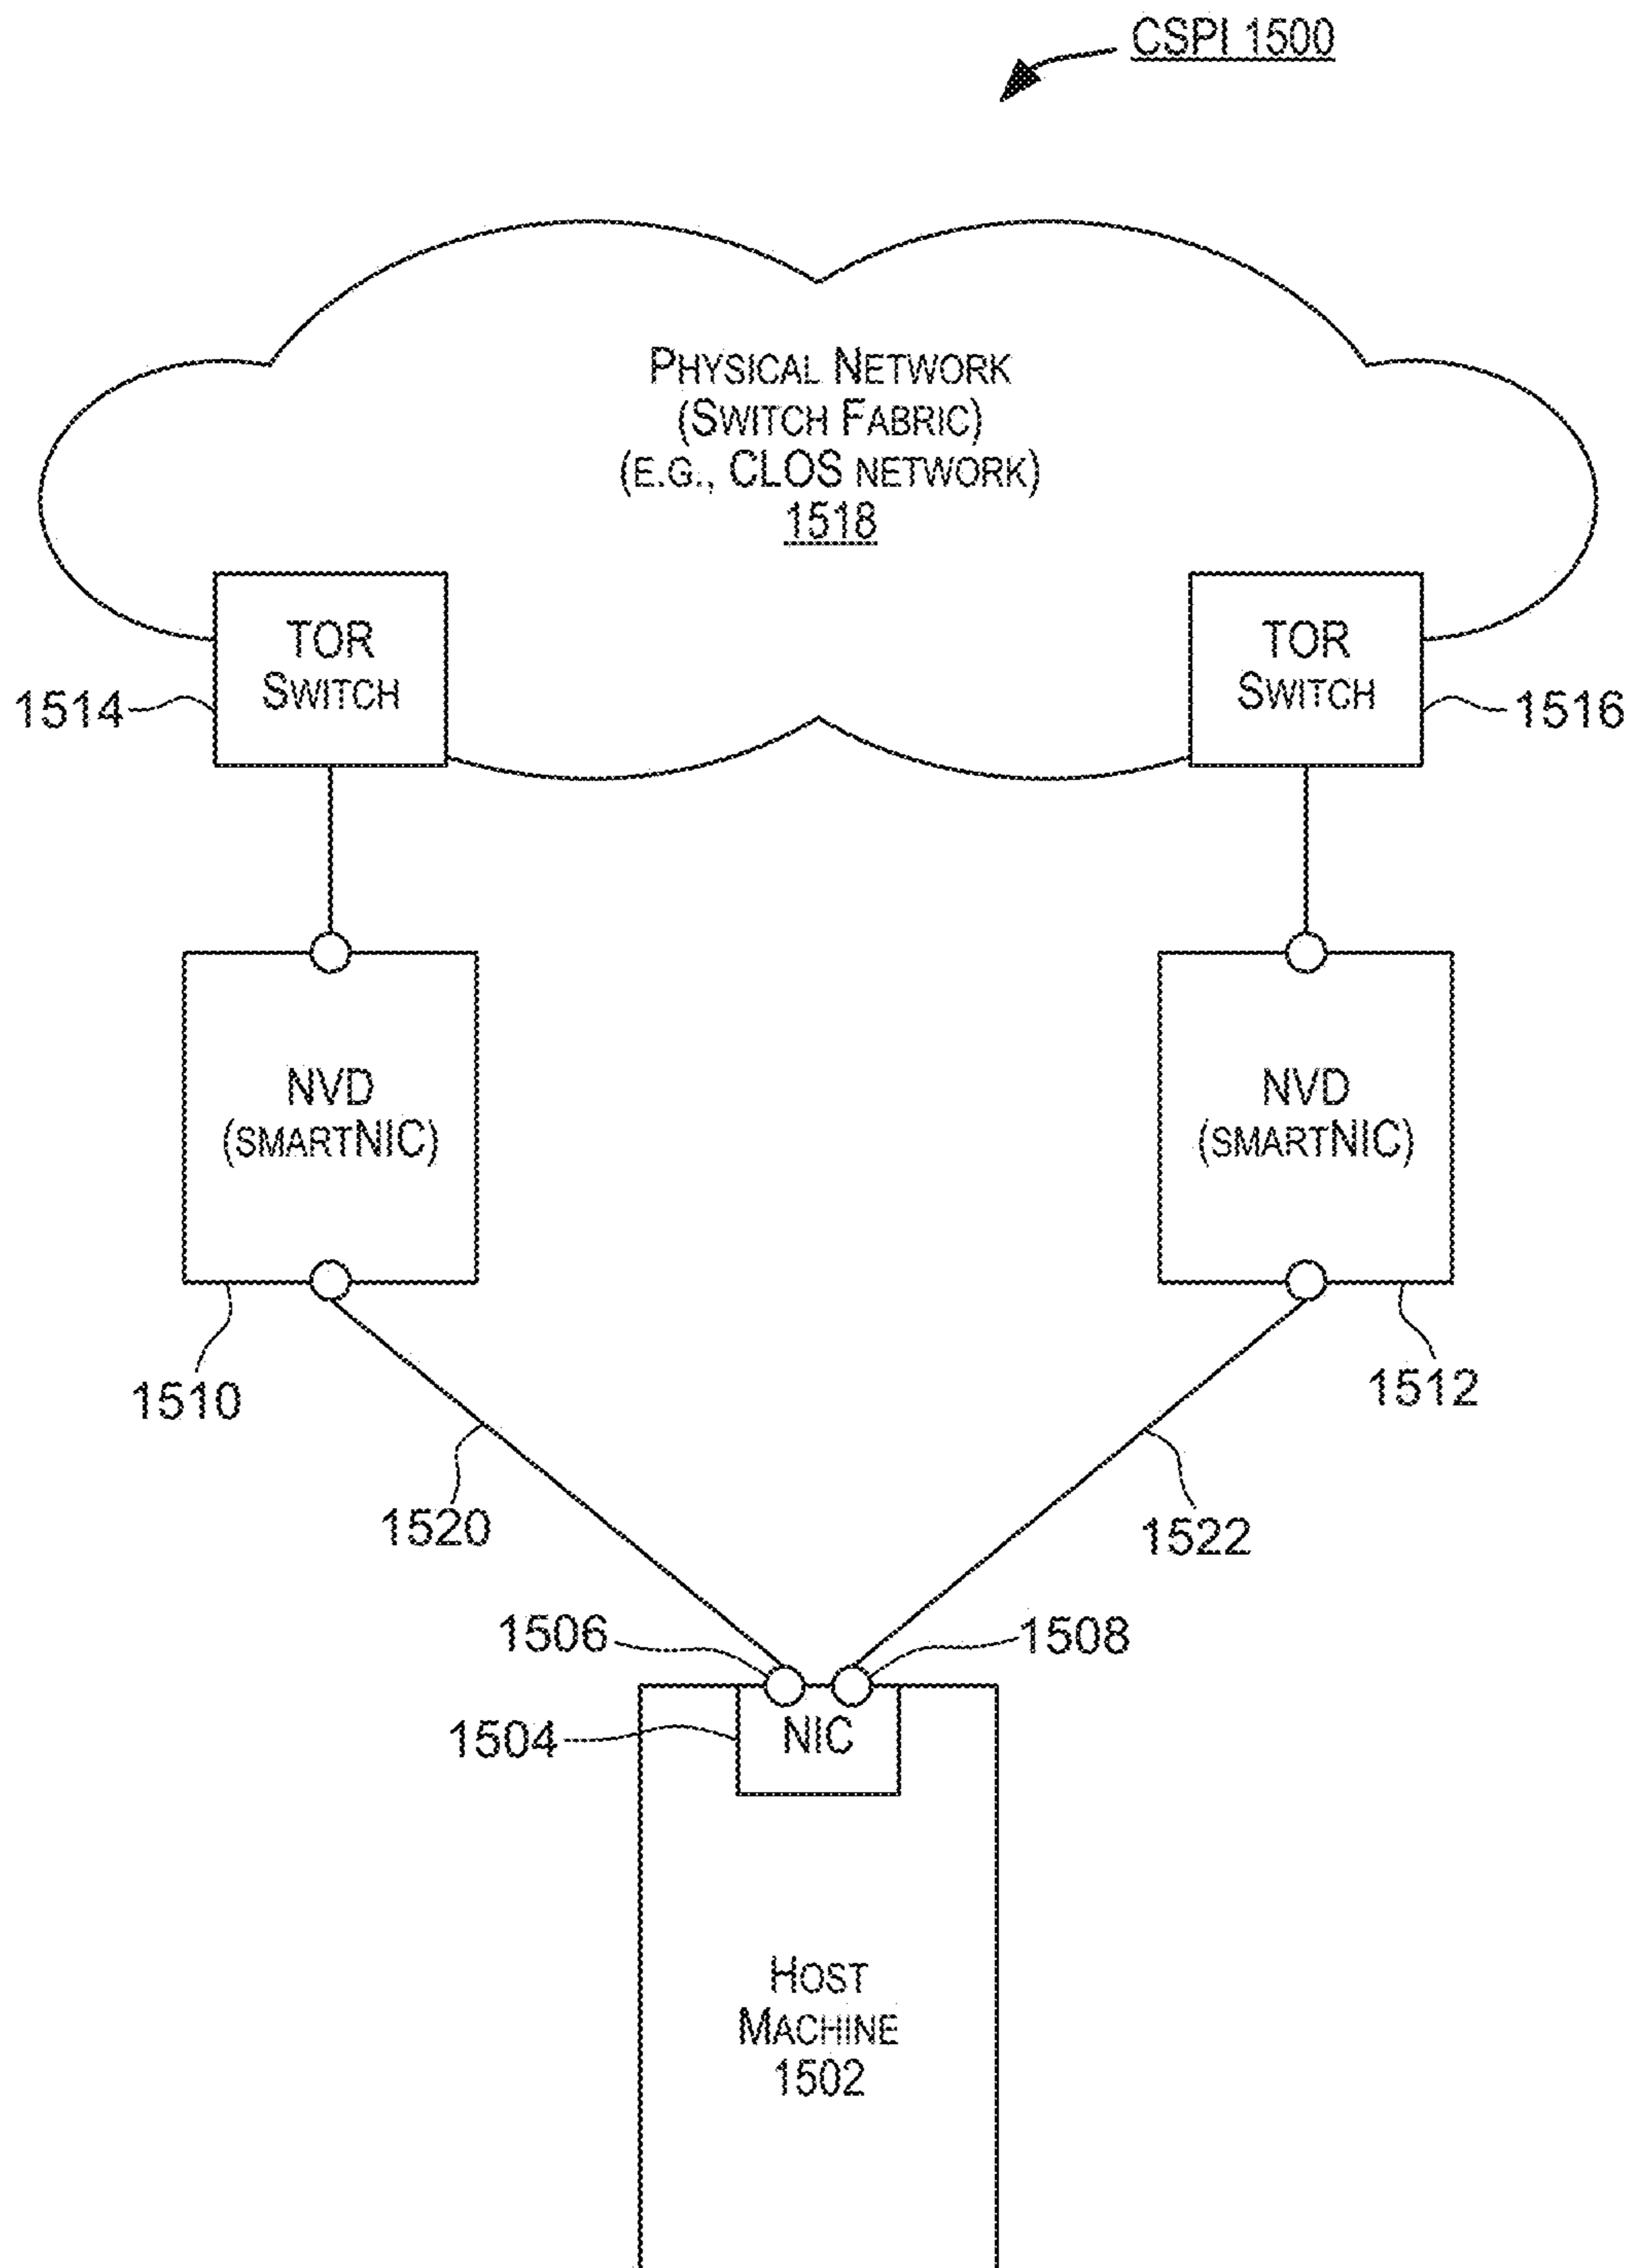 CSPI 1500
PHYSICAL NETWORK
(SWITCH FABRIC)
(E.G., CLOS NETWORK)
1518
TOR
SWITCH
TOR
SWITCH
1514
1516
NVD
(SMARTNIC)
NVD
(SMARTNIC)
1510
1512
1520
1522
1506
1508
1504
NIC
HOST
MACHINE
1502